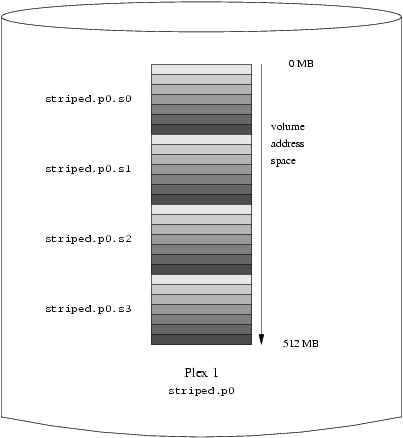 0 MB
striped.p0.s0
volume
address
space
striped.p0.s1
striped.p0.s2
striped.p0.s3
512 MB
Plex 1
striped.p0